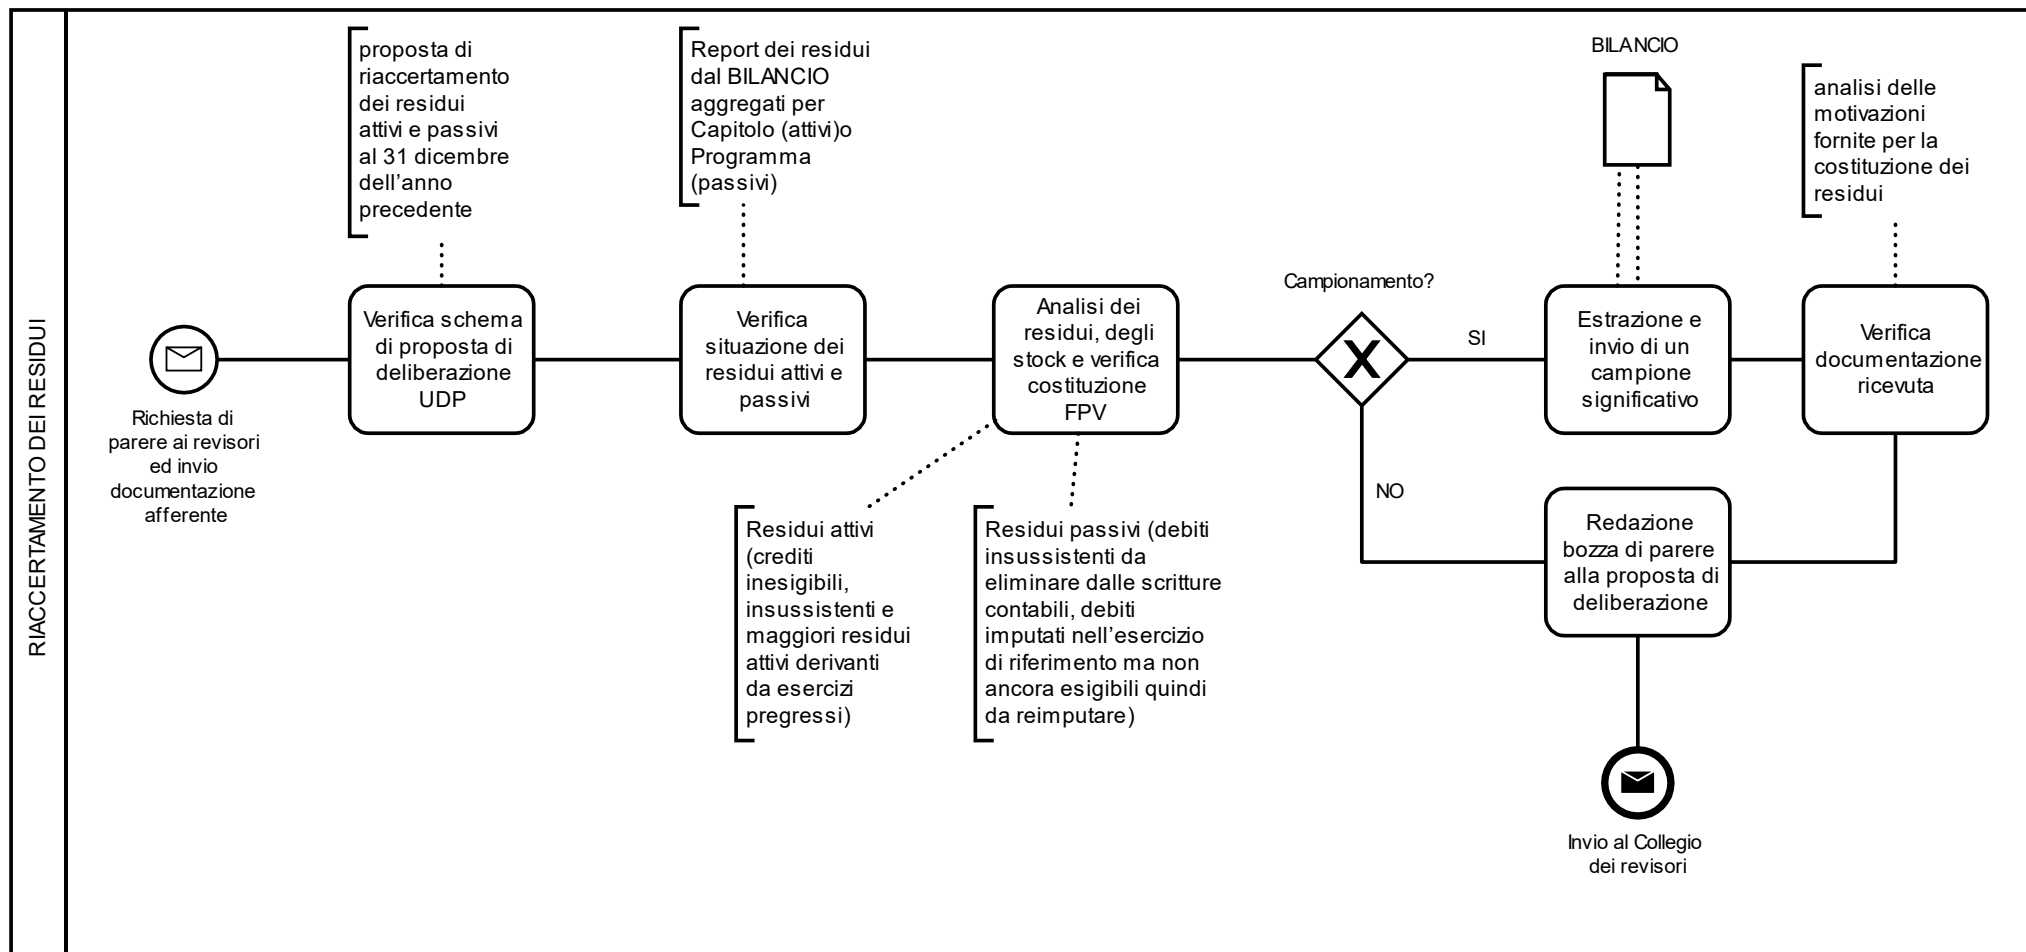 RIACCERTAMENTO DEI RESIDUI
proposta di
riaccertamento
dei residui
attivi e passivi
al 31 dicembre
dell'anno
precedente
Report dei residui
dal BILANCIO
aggregati per
Capitolo (attivi)o
Programma
(passivi)
BILANCIO
analisi delle
motivazioni
fornite per la
costituzione dei
residui
Richiesta di
parere ai revisori
ed invio
documentazione
afferente
Verifica schema
di proposta di
deliberazione
UDP
Verifica
situazione dei
residui attivi e
passivi
Analisi dei
residui, degli
stock e verifica
costituzione
FPV
Campionamento?
X
SI
NO
Estrazione e
invio di un
campione
significativo
Verifica
documentazione
ricevuta
Residui attivi
(crediti
inesigibili,
insussistenti e
maggiori residui
attivi derivanti
da esercizi
pregressi)
Residui passivi (debiti
insussistenti da
eliminare dalle scritture
contabili, debiti
imputati nell'esercizio
di riferimento ma non
ancora esigibili quindi
da reimputare)
Redazione
bozza di parere
alla proposta di
deliberazione
Invio al Collegio
dei revisori